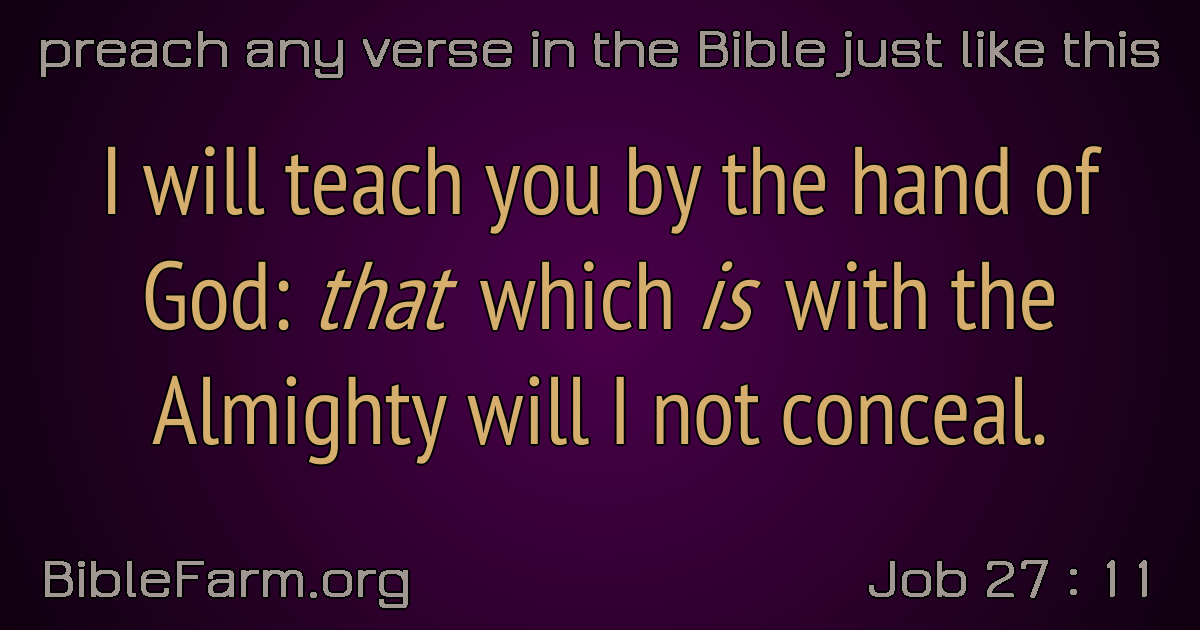 preach any verse in the Bible just like this
I will teach you by the hand of
God: that which is with the
Almighty will I not conceal.
BibleFarm.org
Job 27 : 11